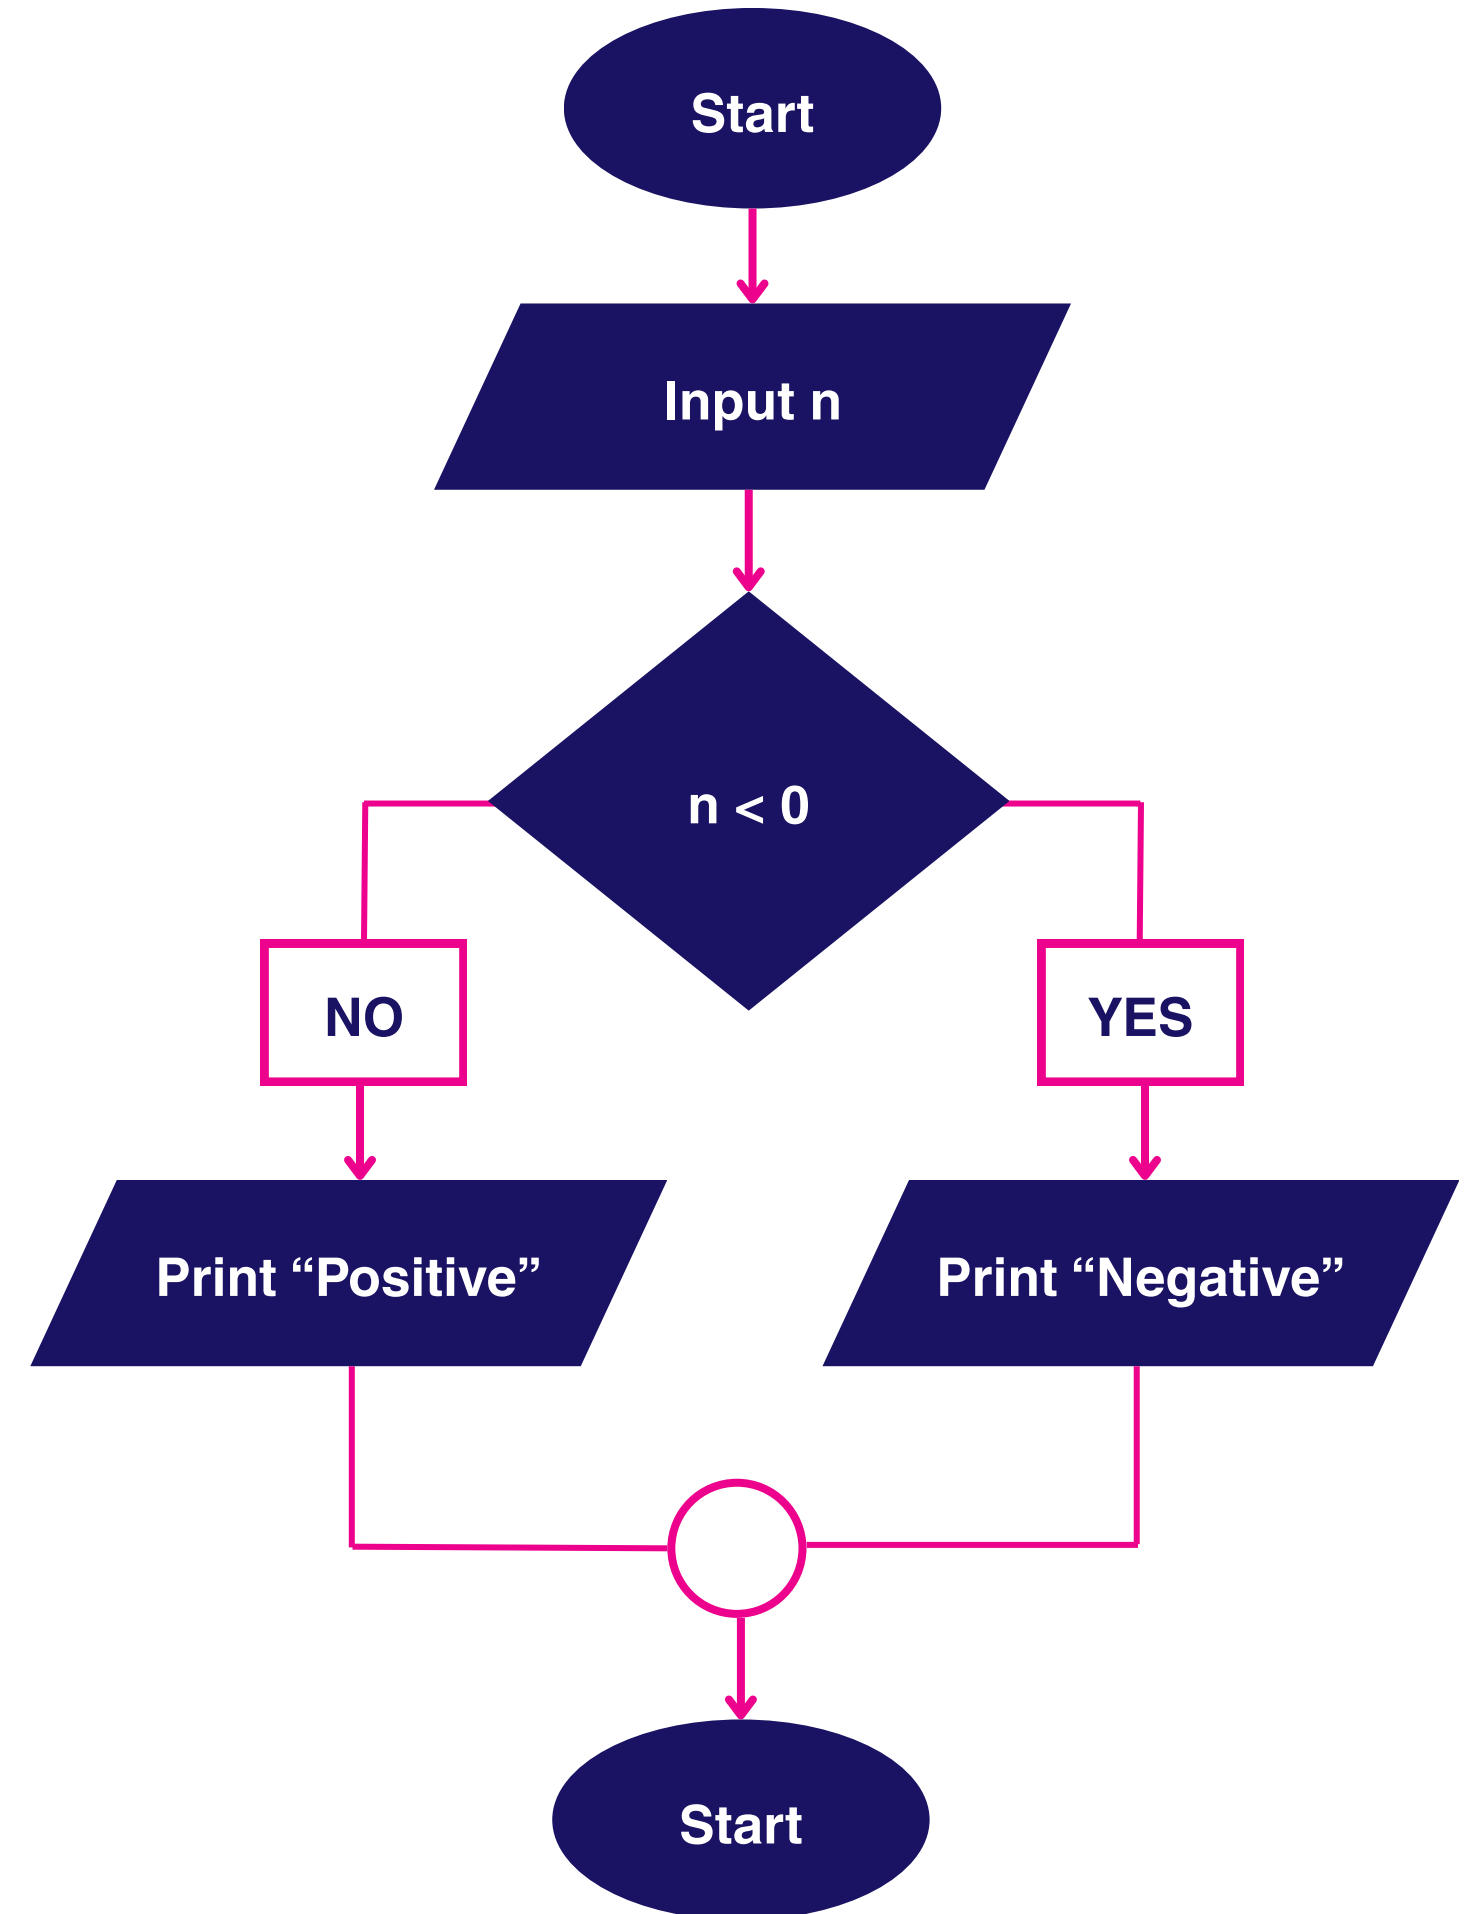 Start
Input n
n < 0
NO
YES
Print “Positive”
Print “Negative”
Start